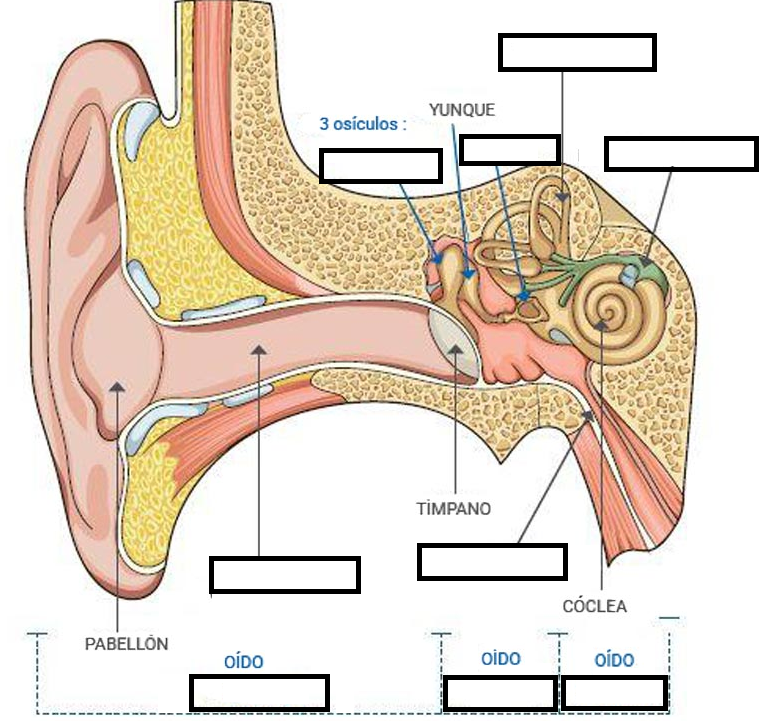 YUNQUE
3 osículos :
TÍMPANO
CÓCLEA
PABELLÓN
OÍDO
OÍDO
OÍDO